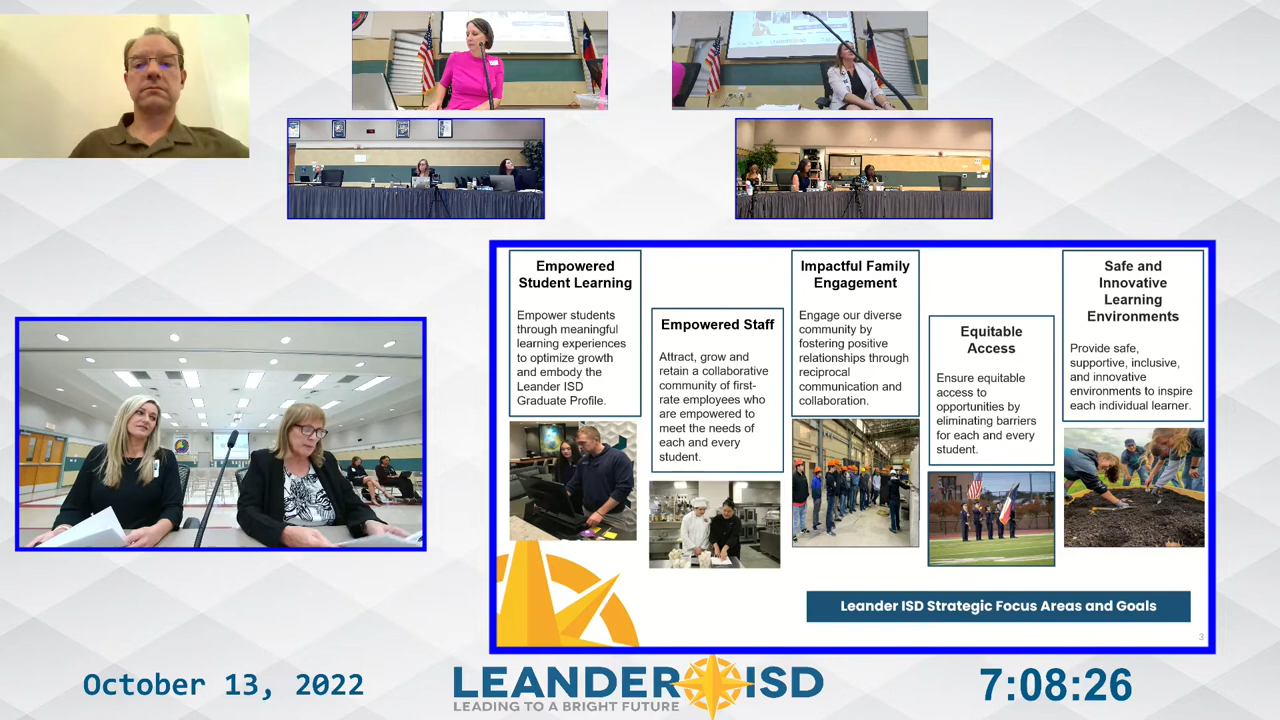 LEANDER ISD
Empowered
Student Learning
Empower students
through meaningful
learning experiences
to optimize growth
and embody the
Leander ISD
Graduate Profile.
Empowered Staff
Attract, grow and
retain a collaborative
community of first-
rate employees who
are empowered to
meet the needs of
each and every
student.
Impactful Family
Engagement
Engage our diverse
community by
fostering positive
relationships through
reciprocal
communication and
collaboration.
Equitable
Access
Ensure equitable
access to
opportunities by
eliminating barriers
for each and every
student.
Safe and
Innovative
Learning
Environments
Provide safe,
supportive, inclusive,
and innovative
environments to inspire
each individual learner.
Leander ISD Strategic Focus Areas and Goals
3
October 13, 2022
LEANDER ISD
LEADING TO A BRIGHT FUTURE
7:08:26